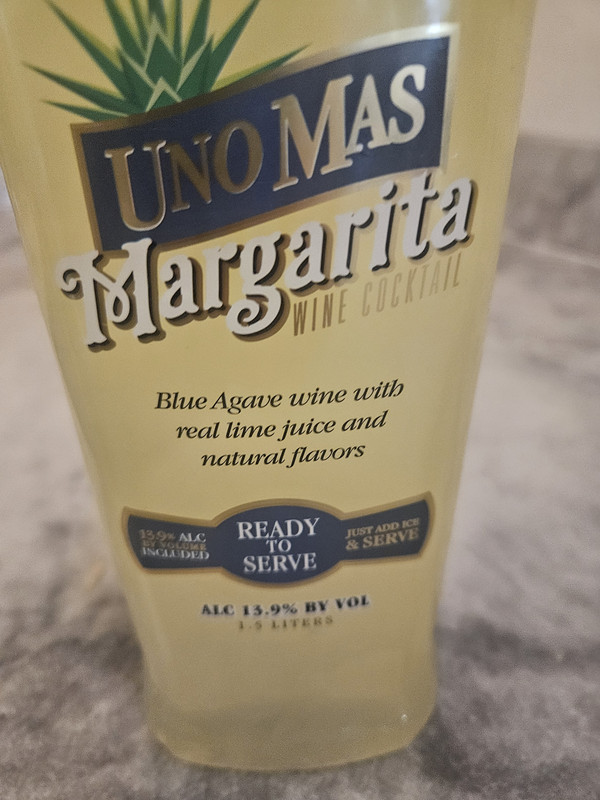 UNO MAS
Margarita
WINE COCKTAIL
Blue Agave wine with
real lime juice and
natural flavors
13.9% ALC
BY VOLUME
INCLUDED
READY
TO
SERVE
JUST ADD ICE
& SERVE
ALC 13.9% BY VOL
1.5 LITERS